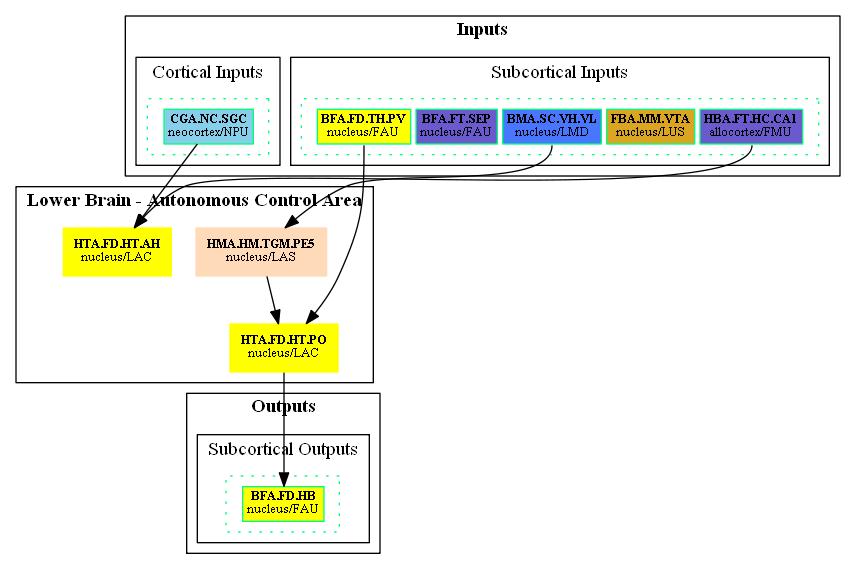 Inputs
Cortical Inputs
Subcortical Inputs
CGA.NC.SGC
neocortex/NPU
BFA.FD.TH.PV
nucleus/FAU
BFA.FT.SEP
nucleus/FAU
BMA.SC.VH.VL
nucleus/LMD
FBA.MM.VTA
nucleus/LUS
HBA.FT.HC.CA1
allocortex/FMU
Lower Brain - Autonomous Control Area
HTA.FD.HT.AH
nucleus/LAC
HMA.HM.TGM.PE5
nucleus/LAS
HTA.FD.HT.PO
nucleus/LAC
Outputs
Subcortical Outputs
BFA.FD.HB
nucleus/FAU